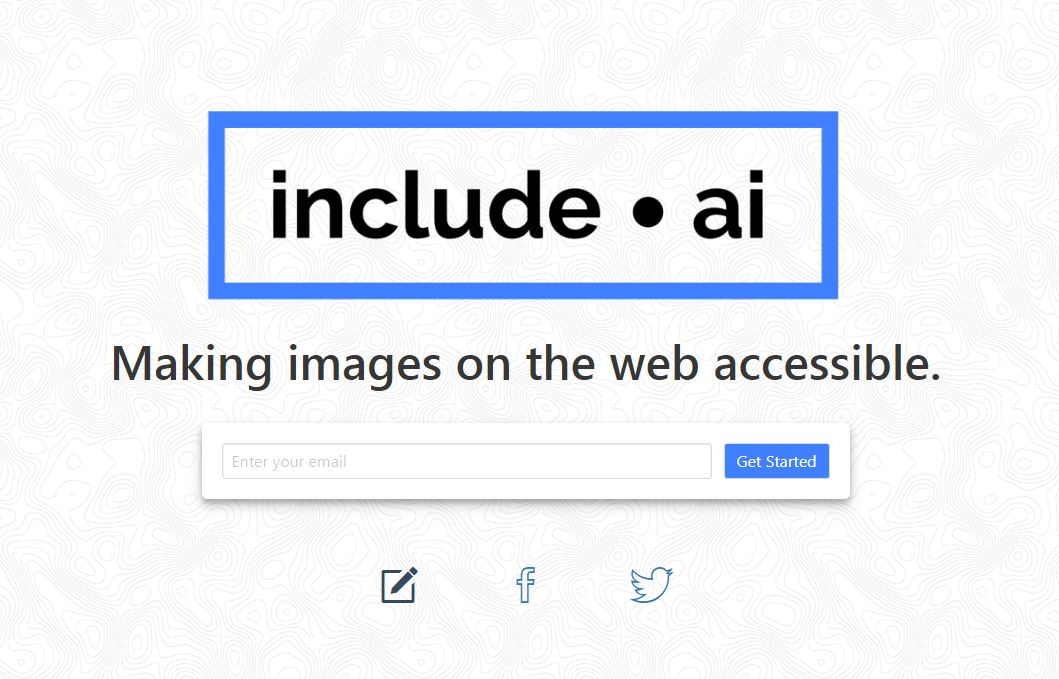 include • ai
Making images on the web accessible.
Enter your email
Get Started